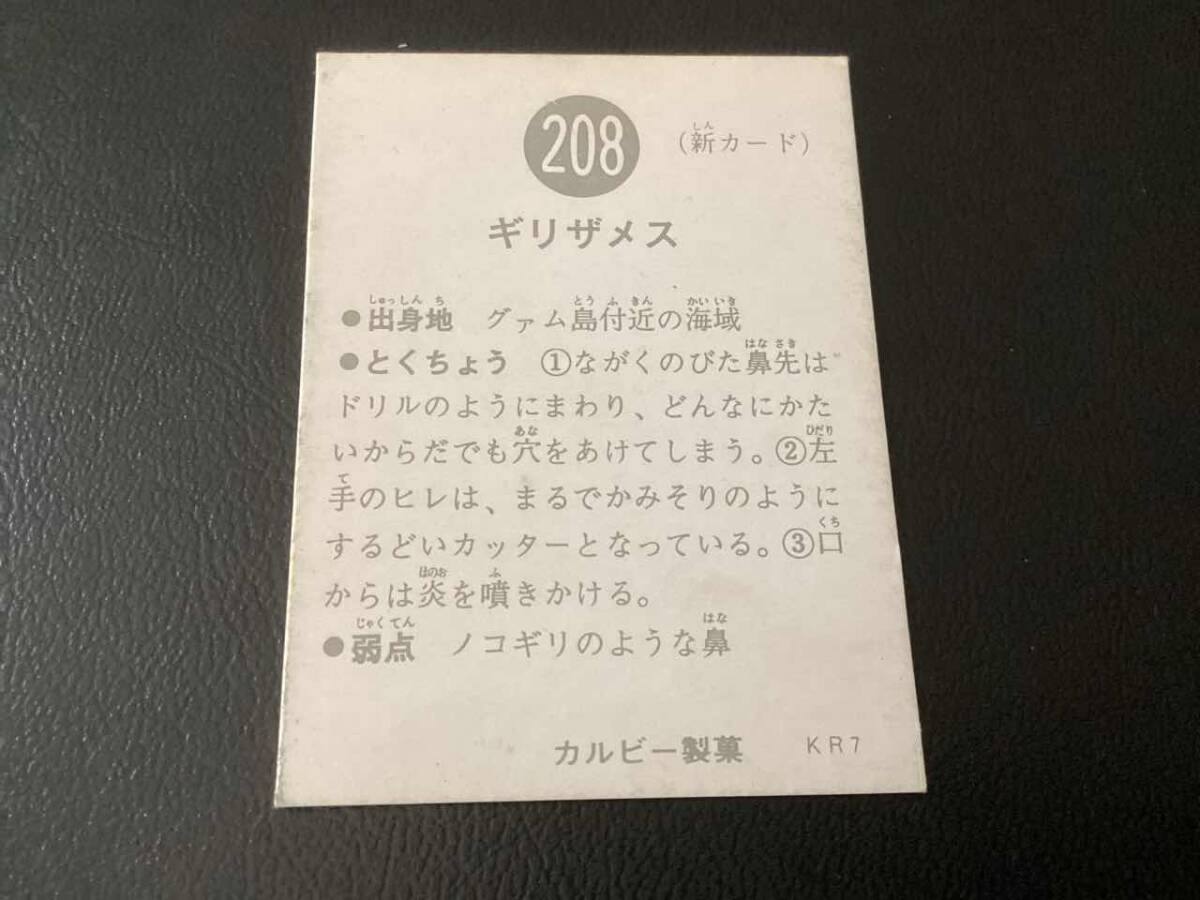 208 (新カード)
ギリザメス
●出身地 グァム島付近の海域
●とくちょう ①ながくのびた鼻先は
ドリルのようにまわり、どんなにかた
いからだでも穴をあけてしまう。②左
手のヒレは、まるでかみそりのように
するどいカッターとなっている。③口
からは炎を噴きかける。
●弱点 ノコギリのような鼻
カルビー製菓 KR7